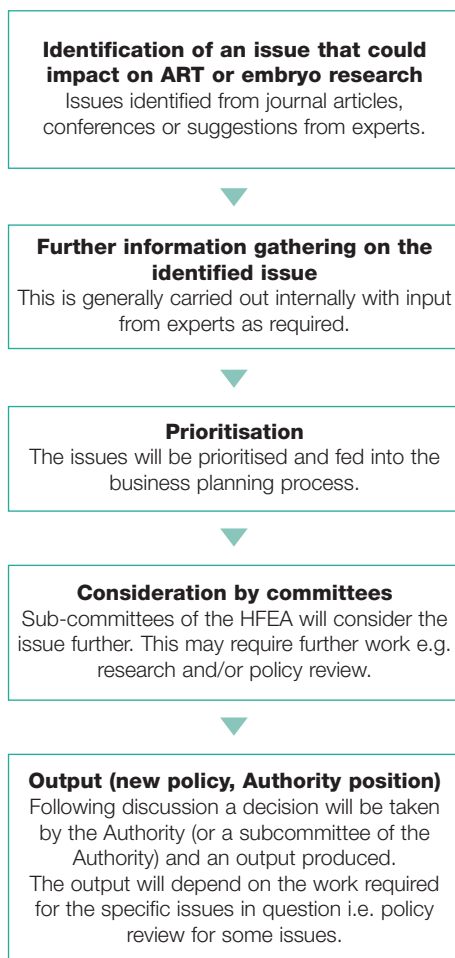 Identification of an issue that could
impact on ART or embryo research
Issues identified from journal articles,
conferences or suggestions from experts.
Further information gathering on the
identified issue
This is generally carried out internally with input
from experts as required.
Prioritisation
The issues will be prioritised and fed into the
business planning process.
Consideration by committees
Sub-committees of the HFEA will consider the
issue further. This may require further work e.g.
research and/or policy review.
Output (new policy, Authority position)
Following discussion a decision will be taken
by the Authority (or a subcommittee of the
Authority) and an output produced.
The output will depend on the work required
for the specific issues in question i.e. policy
review for some issues.